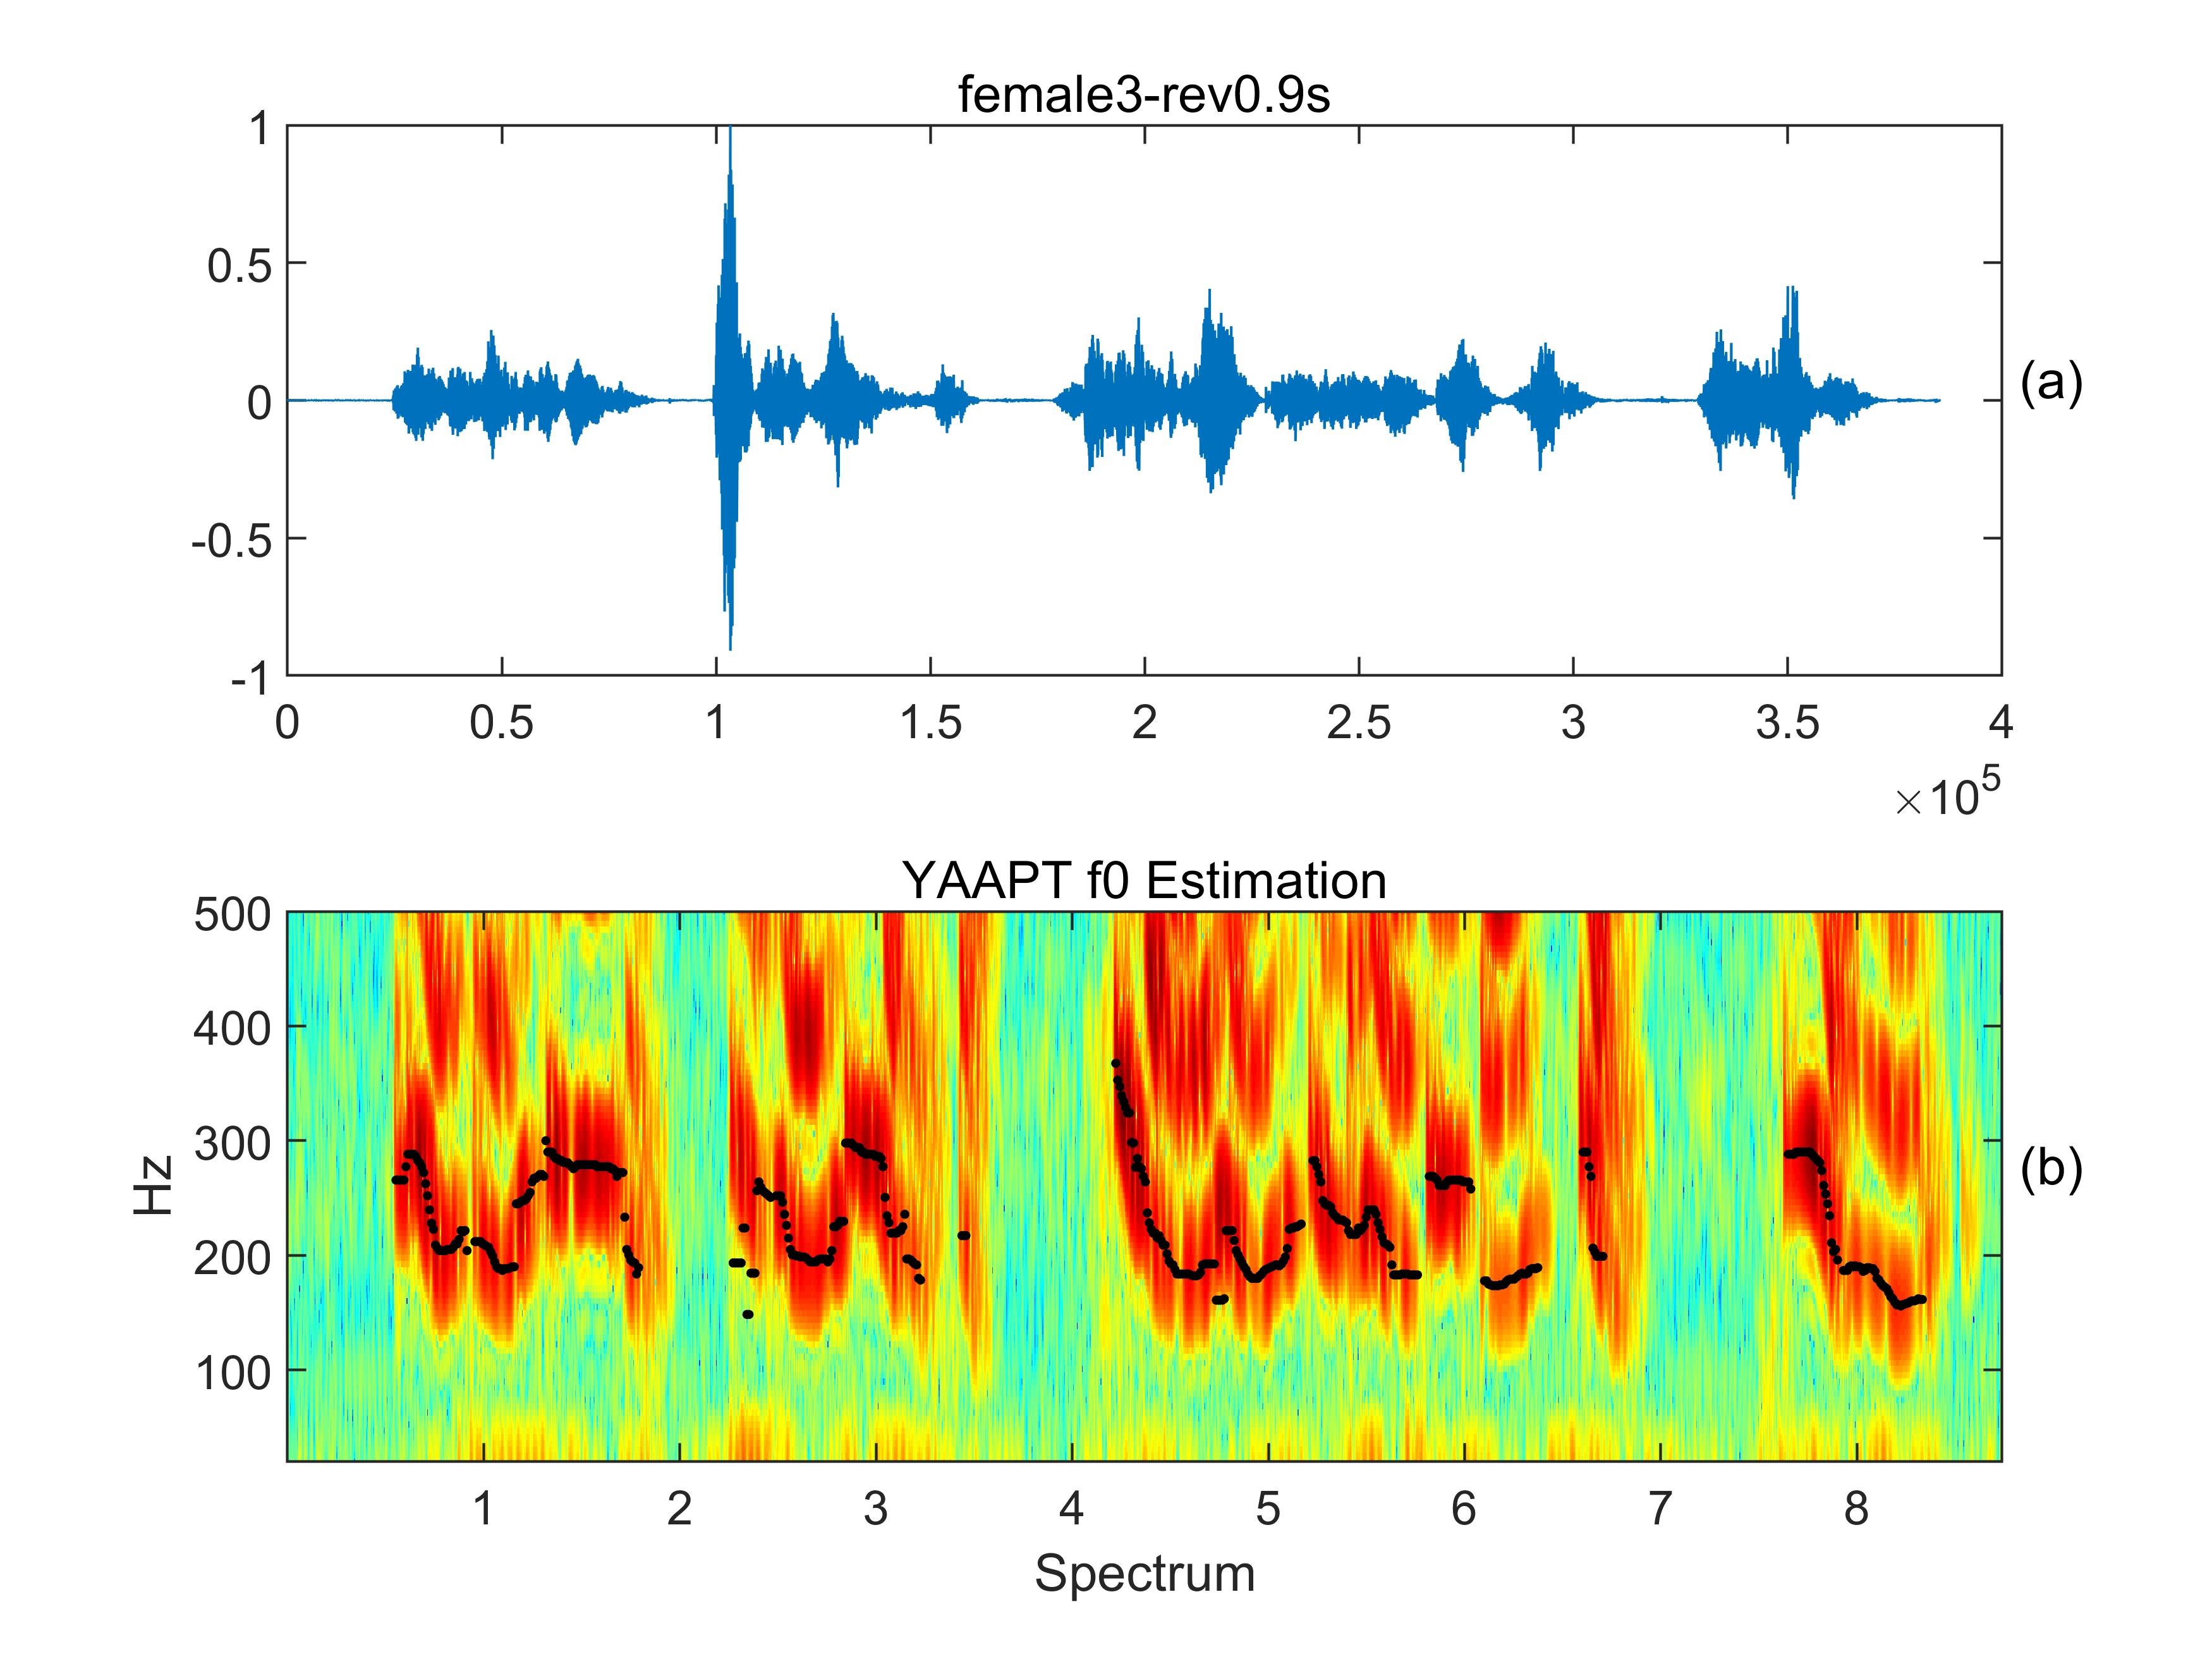 female3-rev0.9s
1
0.5
0
-0.5
-1
(a)
0 0.5 1 1.5 2 2.5 3 3.5 4
×10⁵
YAAPT f0 Estimation
500
400
300
200
100
Hz
(b)
1 2 3 4 5 6 7 8
Spectrum